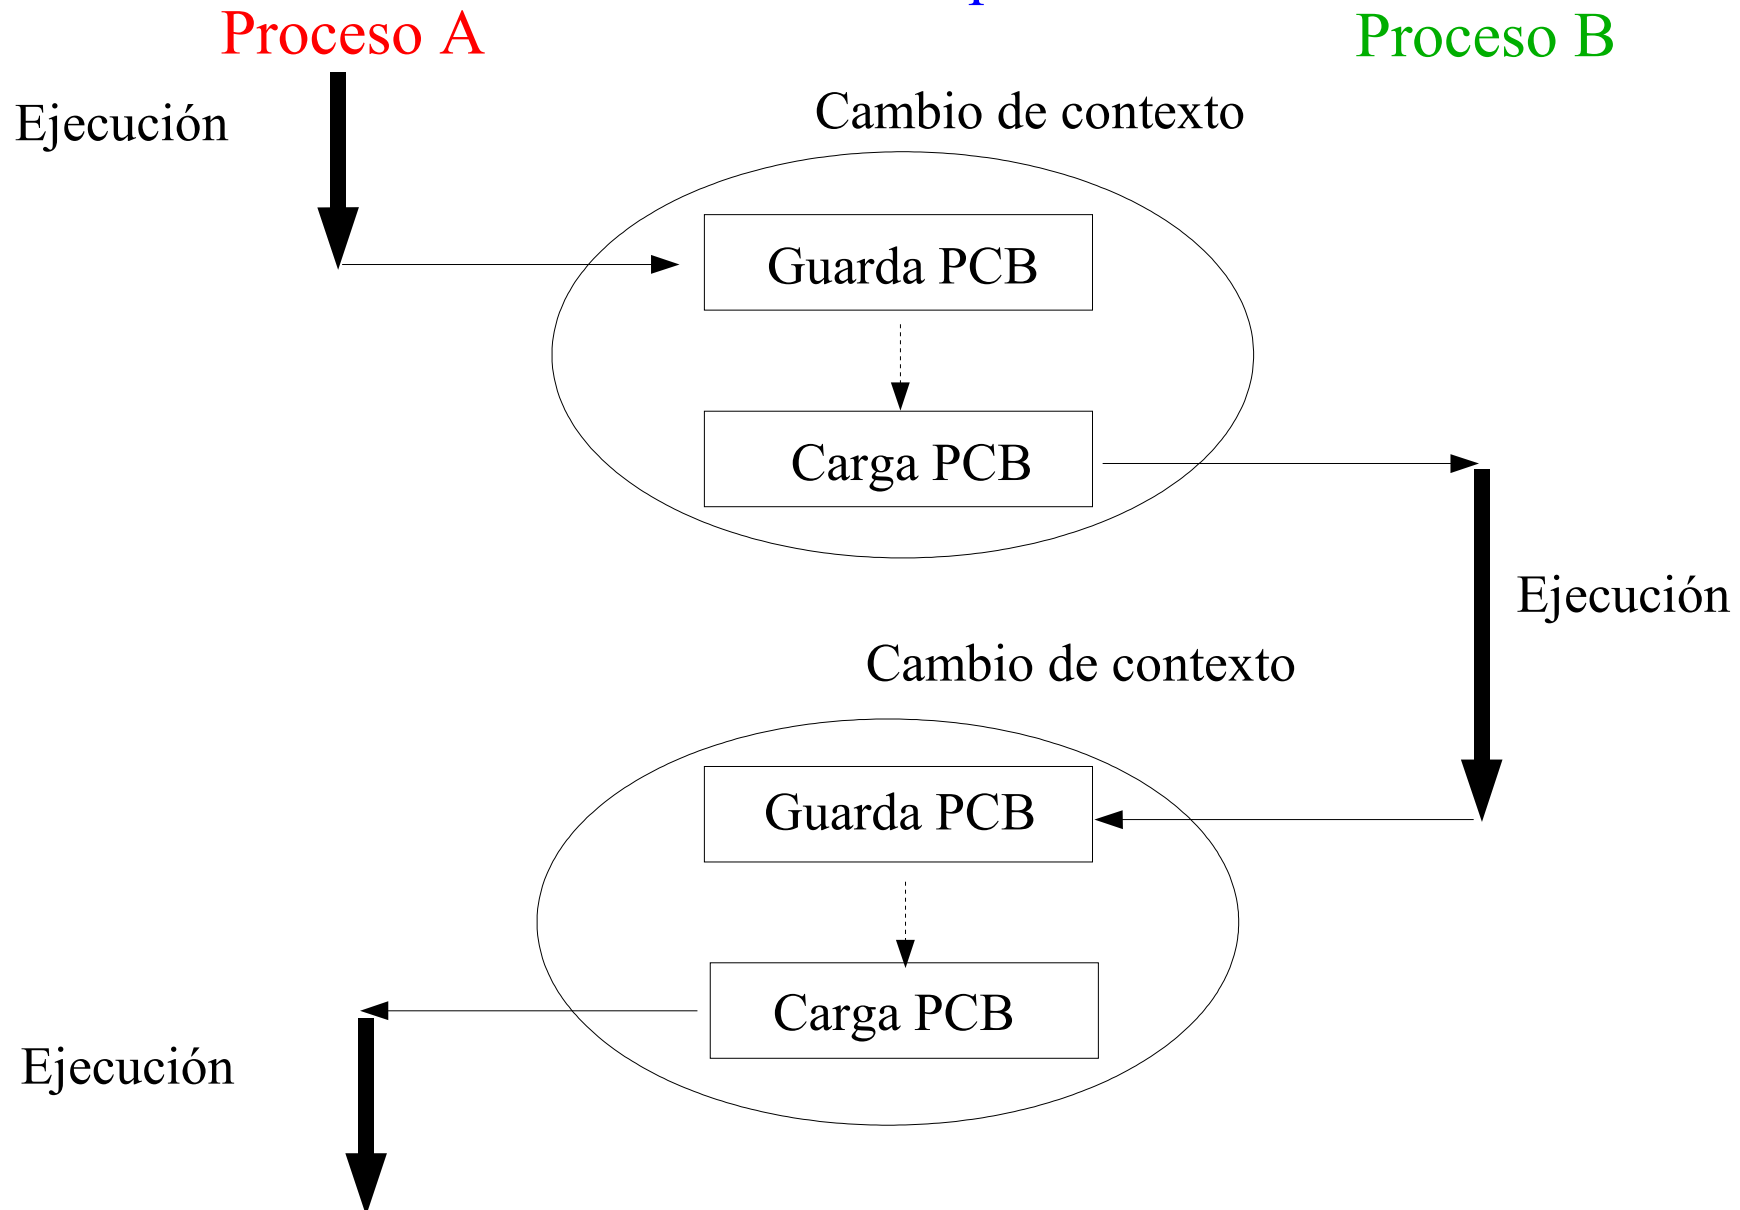 Proceso A
Proceso B
Ejecución
Cambio de contexto
Guarda PCB
Carga PCB
Ejecución
Cambio de contexto
Guarda PCB
Carga PCB
Ejecución